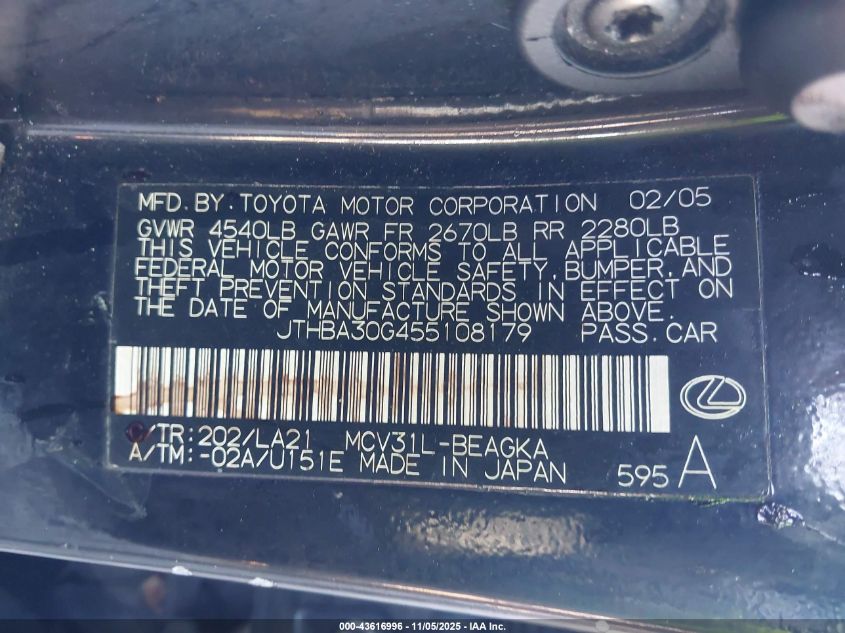 MFD. BY. TOYOTA MOTOR CORPORATION 02/05
GVWR 4540LB GAWR FR 2670LB RR 2280LB
THIS VEHICLE CONFORMS TO ALL APPLICABLE
FEDERAL MOTOR VEHICLE SAFETY, BUMPER, AND
THEFT PREVENTION STANDARDS IN EFFECT ON
THE DATE OF MANUFACTURE SHOWN ABOVE.
JTHBA30G455108179 PASS. CAR
/TR: 202/LA21 MCV31L-BEAGKA
A/TM: -02A/U151E MADE IN JAPAN 595 A
000-43616996 - 11/05/2025 - IAA Inc.